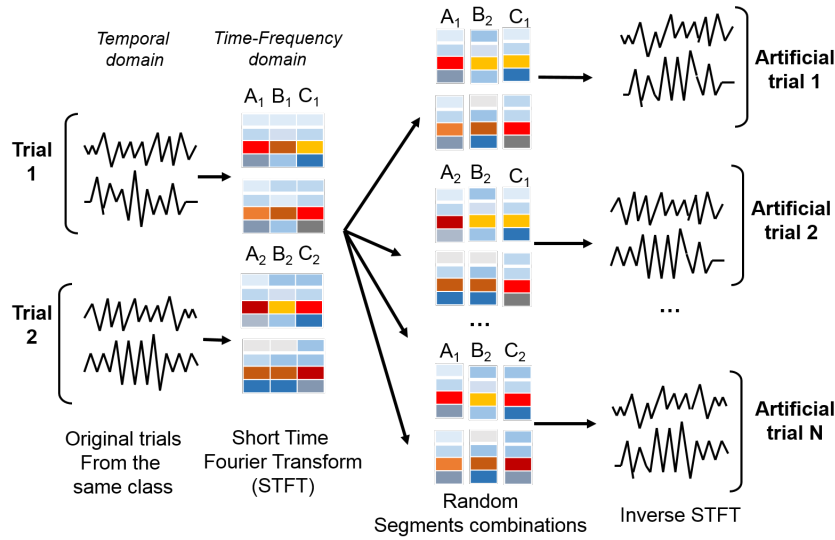 Temporal
domain
Time-Frequency
domain
A1 B1 C1
Trial
1
A2 B2 C2
Trial
2
Original trials
From the
same class
Short Time
Fourier Transform
(STFT)
A1 B2 C1
A2 B2 C1
...
A1 B2 C2
Random
Segments combinations
Artificial
trial 1
Artificial
trial 2
...
Artificial
trial N
Inverse STFT